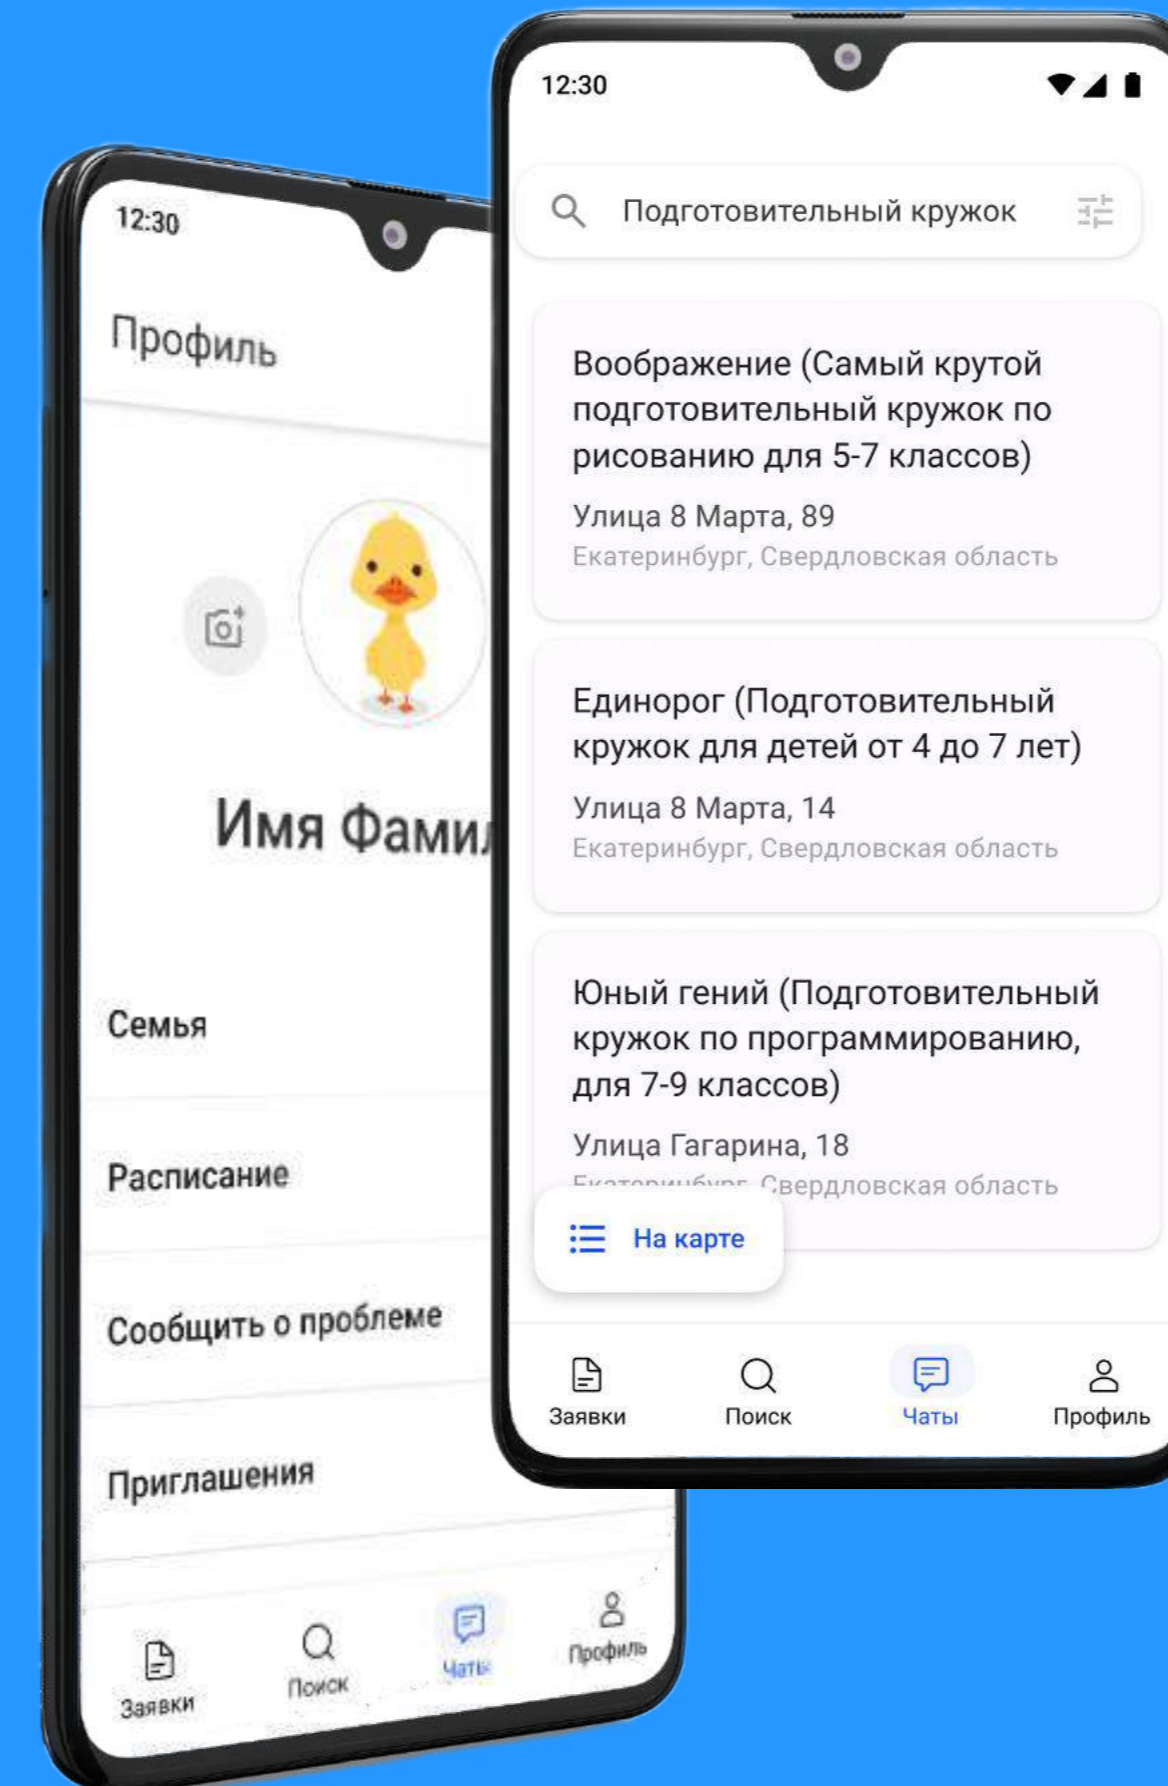 12:30
Профиль
Имя
Семья
Расписание
Сообщить о проблеме
Приглашения
Заявки
Поиск
Чаты
Профиль
12:30
Подготовительный кружок
Воображение (Самый крутой
подготовительный кружок по
рисованию для 5-7 классов)
Улица 8 Марта, 89
Екатеринбург, Свердловская область
Единорог (Подготовительный
кружок для детей от 4 до 7 лет)
Улица 8 Марта, 14
Екатеринбург, Свердловская область
Юный гений (Подготовительный
кружок по программированию,
для 7-9 классов)
Улица Гагарина, 18
Екатеринбург, Свердловская область
На карте
Заявки
Поиск
Чаты
Профиль